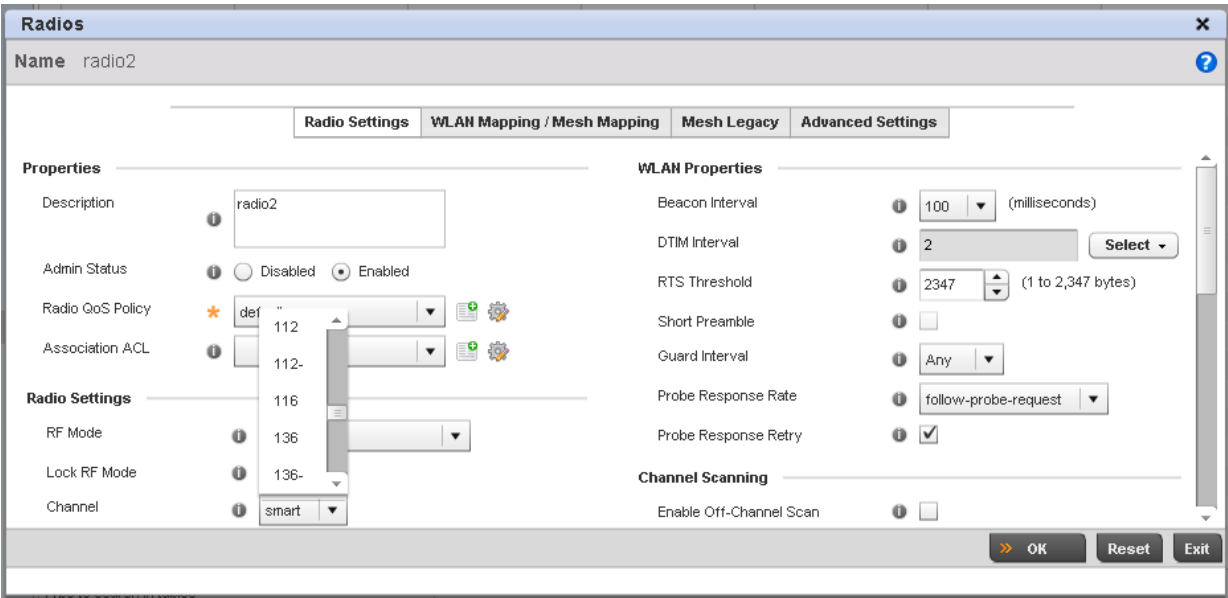 Radios
Name radio2
Radio Settings WLAN Mapping / Mesh Mapping Mesh Legacy Advanced Settings
Properties
Description radio2
Admin Status Disabled Enabled
Radio QoS Policy
Association ACL
Radio Settings
RF Mode
Lock RF Mode
Channel smart
112
112-
116
136
136-
WLAN Properties
Beacon Interval 100 (milliseconds)
DTIM Interval 2 Select
RTS Threshold 2347 (1 to 2,347 bytes)
Short Preamble
Guard Interval Any
Probe Response Rate follow-probe-request
Probe Response Retry
Channel Scanning
Enable Off-Channel Scan
OK Reset Exit